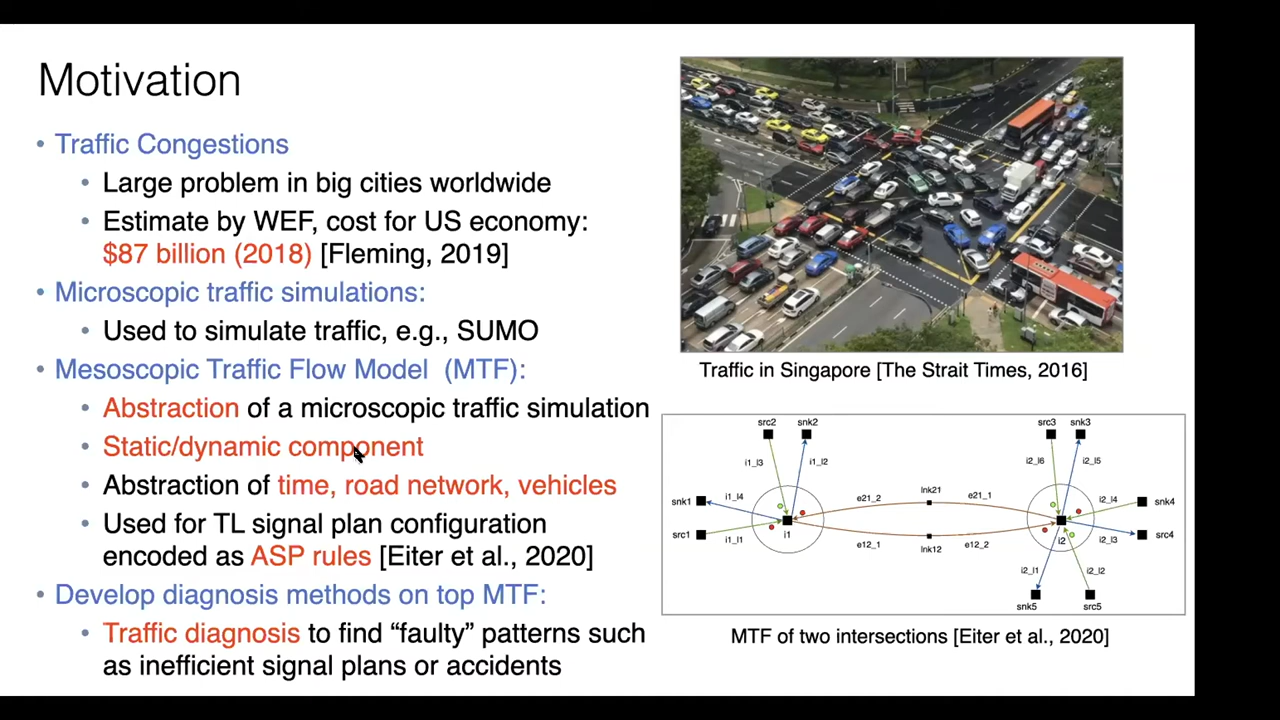 Motivation
• Traffic Congestions
• Large problem in big cities worldwide
• Estimate by WEF, cost for US economy:
$87 billion (2018) [Fleming, 2019]
• Microscopic traffic simulations:
• Used to simulate traffic, e.g., SUMO
• Mesoscopic Traffic Flow Model (MTF):
• Abstraction of a microscopic traffic simulation
• Static/dynamic component
• Abstraction of time, road network, vehicles
• Used for TL signal plan configuration
encoded as ASP rules [Eiter et al., 2020]
• Develop diagnosis methods on top MTF:
• Traffic diagnosis to find “faulty” patterns such
as inefficient signal plans or accidents
Traffic in Singapore [The Strait Times, 2016]
src2 snk2 src3 snk3
i1_l3 i1_l2 i2_l6 i2_l5
snk1 i1_l4 e21_2 lnk21 e21_1 i2_l4 snk4
src1 i1_l1 i1 e12_1 lnk12 e12_2 i2 i2_l3 src4
i2_l1 i2_l2
snk5 src5
MTF of two intersections [Eiter et al., 2020]